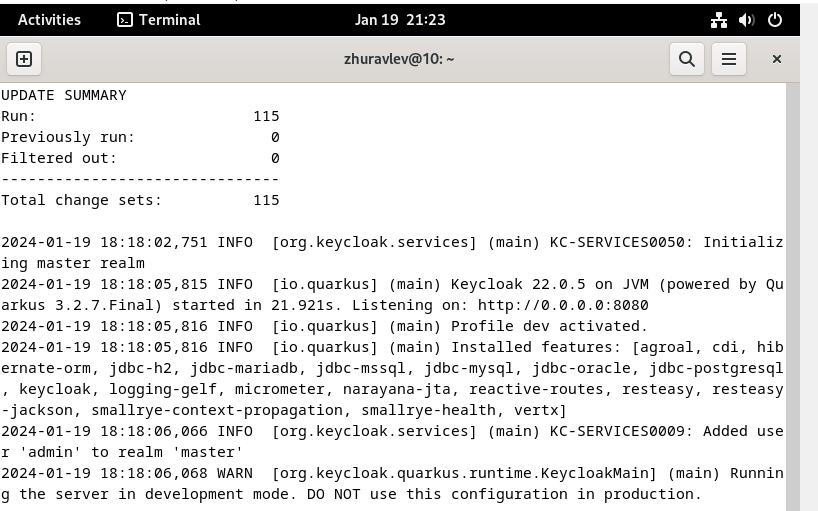 Activities Terminal Jan 19 21:23
zhuravlev@10: ~
UPDATE SUMMARY
Run: 115
Previously run: 0
Filtered out: 0
-------------------------------
Total change sets: 115
2024-01-19 18:18:02,751 INFO [org.keycloak.services] (main) KC-SERVICES0050: Initializ
ing master realm
2024-01-19 18:18:05,815 INFO [io.quarkus] (main) Keycloak 22.0.5 on JVM (powered by Qu
arkus 3.2.7.Final) started in 21.921s. Listening on: http://0.0.0.0:8080
2024-01-19 18:18:05,816 INFO [io.quarkus] (main) Profile dev activated.
2024-01-19 18:18:05,816 INFO [io.quarkus] (main) Installed features: [agroal, cdi, hib
ernate-orm, jdbc-h2, jdbc-mariadb, jdbc-mssql, jdbc-mysql, jdbc-oracle, jdbc-postgresql
, keycloak, logging-gelf, micrometer, narayana-jta, reactive-routes, resteasy, resteasy
-jackson, smallrye-context-propagation, smallrye-health, vertx]
2024-01-19 18:18:06,066 INFO [org.keycloak.services] (main) KC-SERVICES0009: Added use
r 'admin' to realm 'master'
2024-01-19 18:18:06,068 WARN [org.keycloak.quarkus.runtime.KeycloakMain] (main) Runnin
g the server in development mode. DO NOT use this configuration in production.